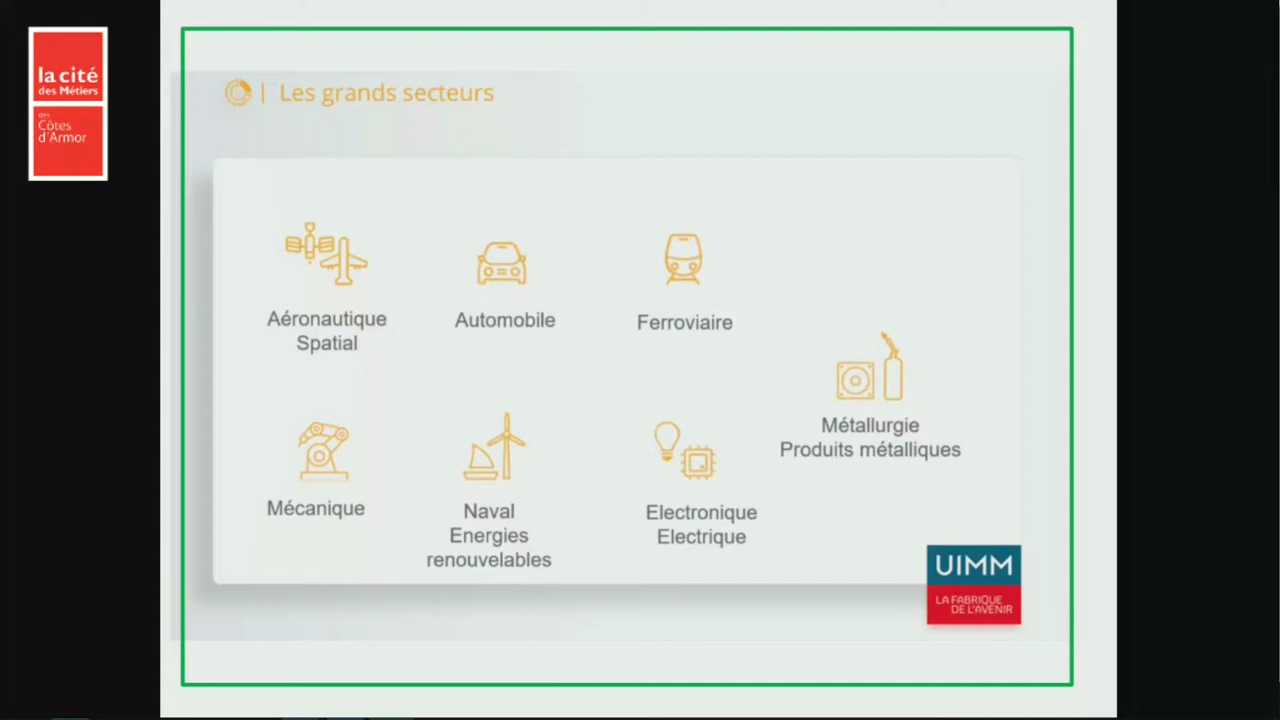 la cité
des Métiers
des
Côtes
d'Armor
| Les grands secteurs
Aéronautique
Spatial
Automobile
Ferroviaire
Métallurgie
Produits métalliques
Mécanique
Naval
Energies
renouvelables
Electronique
Electrique
UIMM
LA FABRIQUE
DE L'AVENIR